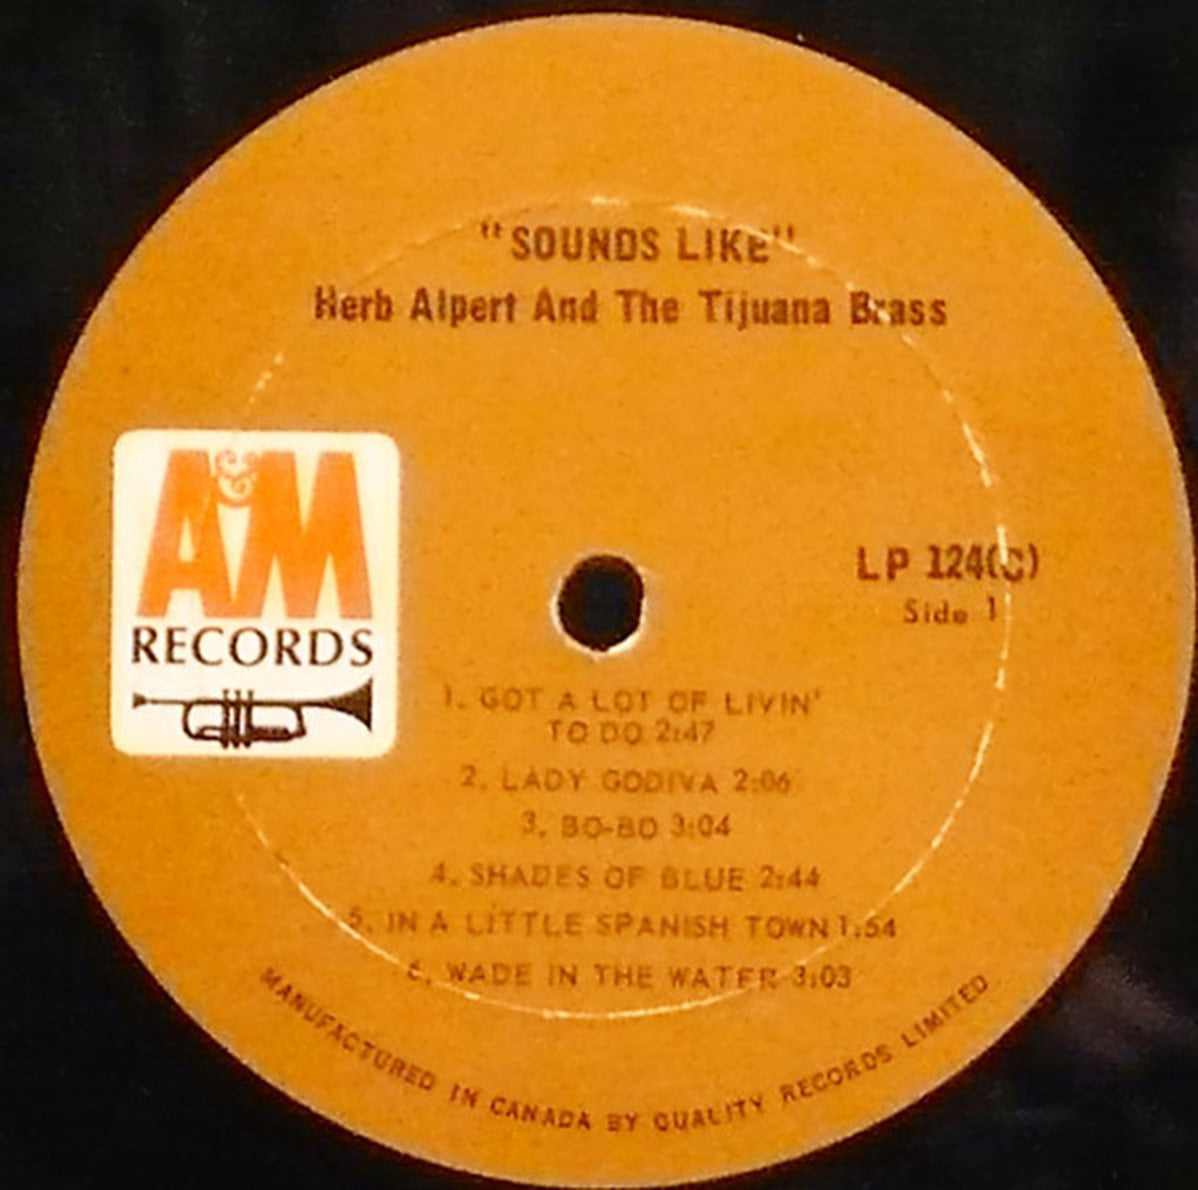 "SOUNDS LIKE"
Herb Alpert And The Tijuana Brass
A&M
RECORDS
LP 124(C)
Side 1
1. GOT A LOT OF LIVIN'
TO DO 2:47
2. LADY GODIVA 2:06
3. BO-BO 3:04
4. SHADES OF BLUE 2:44
5. IN A LITTLE SPANISH TOWN 1:54
6. WADE IN THE WATER 3:03
MANUFACTURED IN CANADA BY QUALITY RECORDS LIMITED